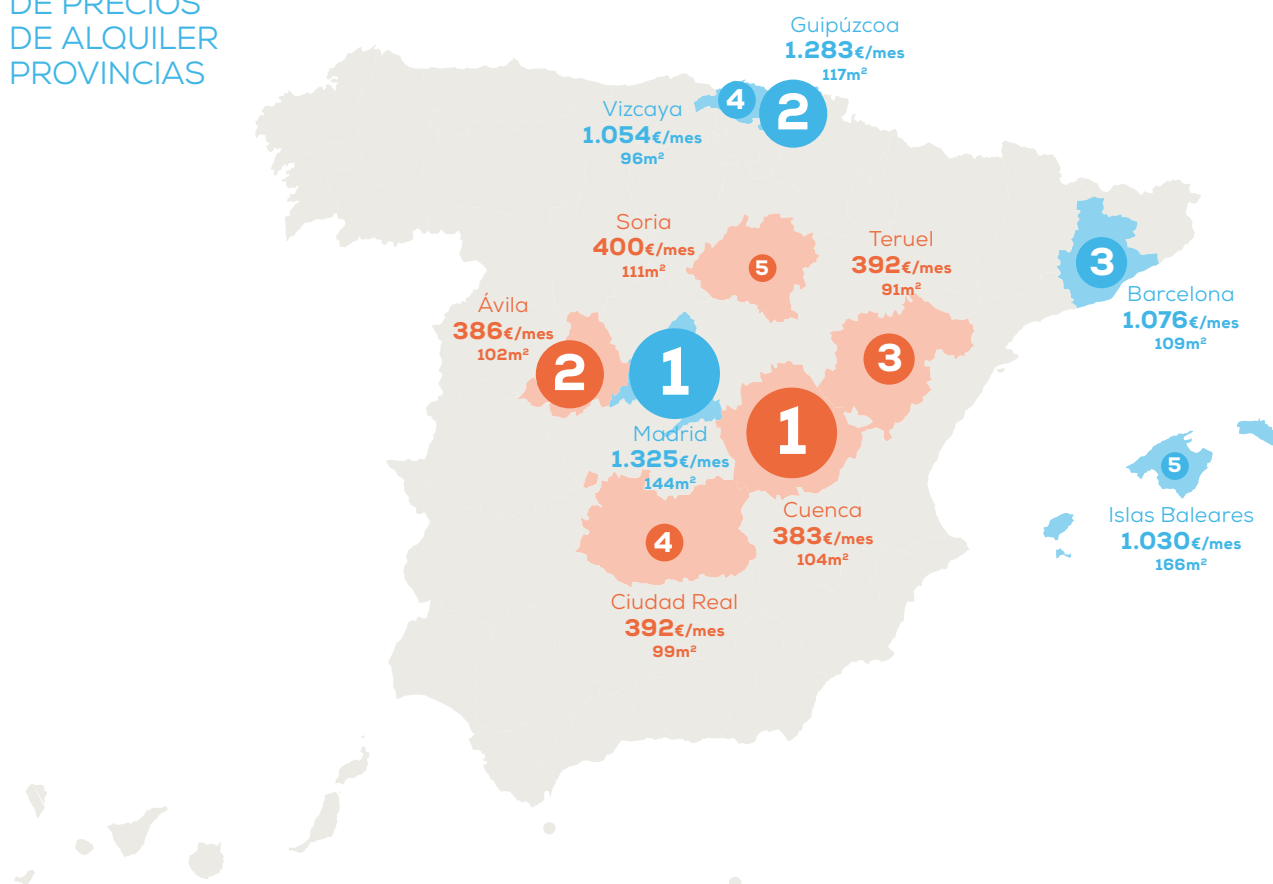 DE PRECIOS
DE ALQUILER
PROVINCIAS
Guipúzcoa
1.283€/mes
117m²
2
Vizcaya
1.054€/mes
96m²
4
Soria
400€/mes
111m²
5
Teruel
392€/mes
91m²
3
3
Barcelona
1.076€/mes
109m²
Ávila
386€/mes
102m²
2
1
Madrid
1.325€/mes
144m²
1
Cuenca
383€/mes
104m²
5
Islas Baleares
1.030€/mes
166m²
4
Ciudad Real
392€/mes
99m²